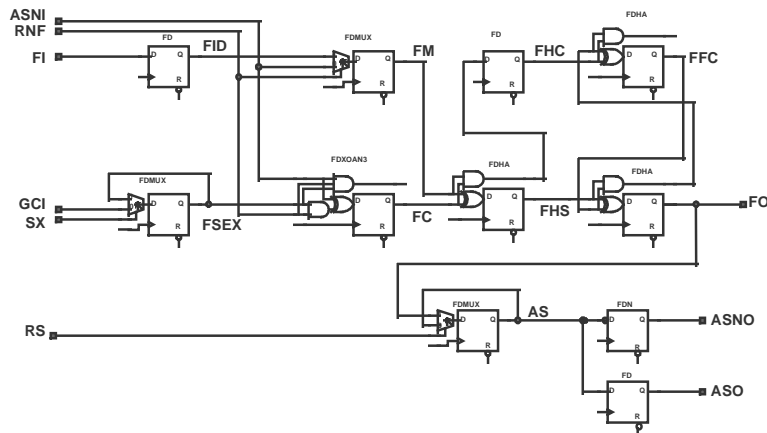 ASNI
RNF
FI
FD
D Q
R
FID
FDMUX
D Q
R
FM
FD
D Q
R
FHC
FDHA
D Q
R
FFC
FDMUX
GCI
SX
D Q
R
FSEX
FDXOAN3
D Q
R
FC
FDHA
D Q
R
FHS
FDHA
D Q
R
FO
RS
FDMUX
D Q
R
AS
FDN
D Q
R
ASNO
FD
D Q
R
ASO